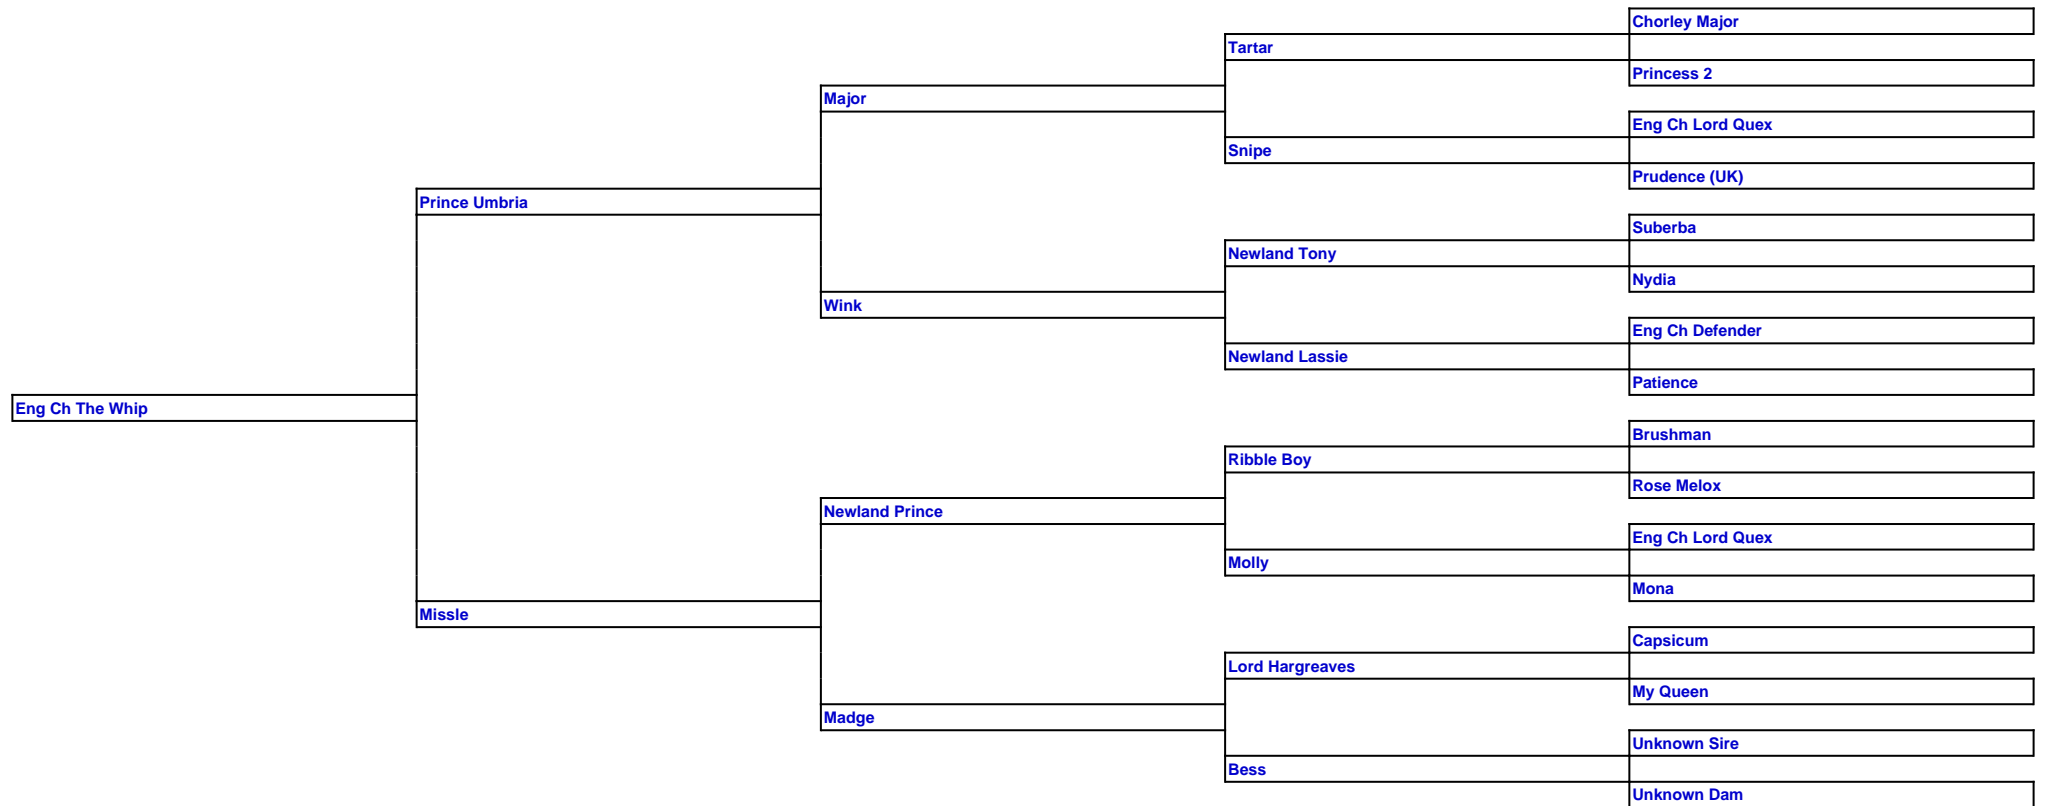 Chorley Major
Tartar
Princess 2
Major
Eng Ch Lord Quex
Snipe
Prudence (UK)
Prince Umbria
Suberba
Newland Tony
Nydia
Wink
Eng Ch Defender
Newland Lassie
Patience
Eng Ch The Whip
Brushman
Ribble Boy
Rose Melox
Newland Prince
Eng Ch Lord Quex
Molly
Mona
Missle
Capsicum
Lord Hargreaves
My Queen
Madge
Unknown Sire
Bess
Unknown Dam